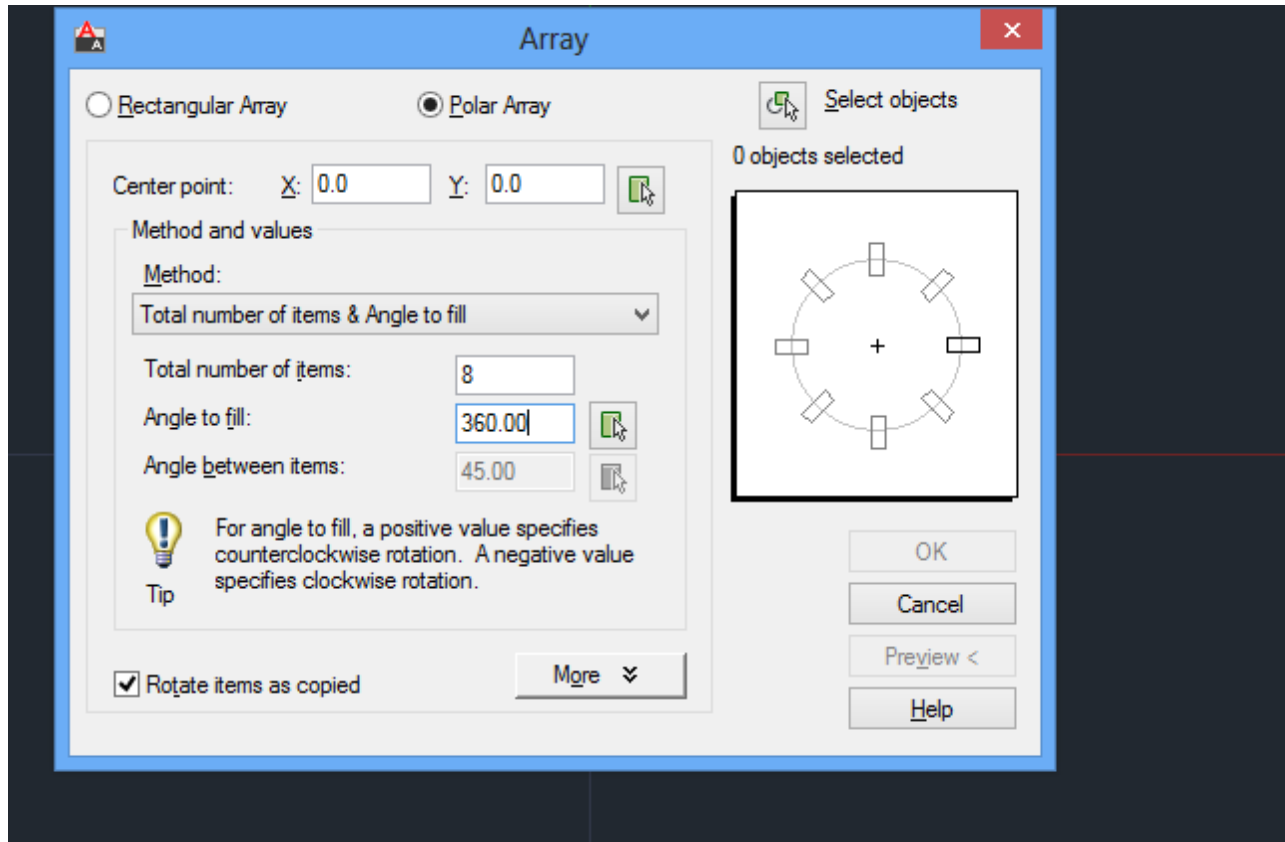 Array
Rectangular Array
Polar Array
Select objects
0 objects selected
Center point: X: 0.0 Y: 0.0
Method and values
Method:
Total number of items & Angle to fill
Total number of items: 8
Angle to fill: 360.00
Angle between items: 45.00
For angle to fill, a positive value specifies
counterclockwise rotation. A negative value
specifies clockwise rotation.
Tip
Rotate items as copied
More
OK
Cancel
Preview <
Help